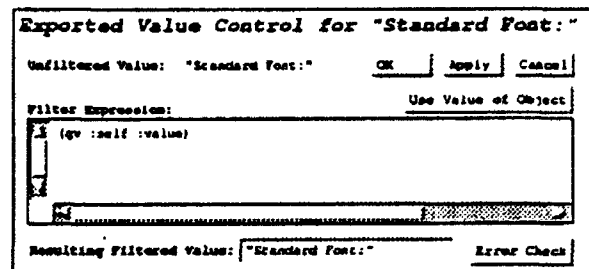 Exported Value Control for "Standard Font:"
Unfiltered Value: "Standard Font:" OK Apply Cancel
Filter Expression: Use Value of Object
(gv :self :value)
Resulting Filtered Value: "Standard Font:" Error Check